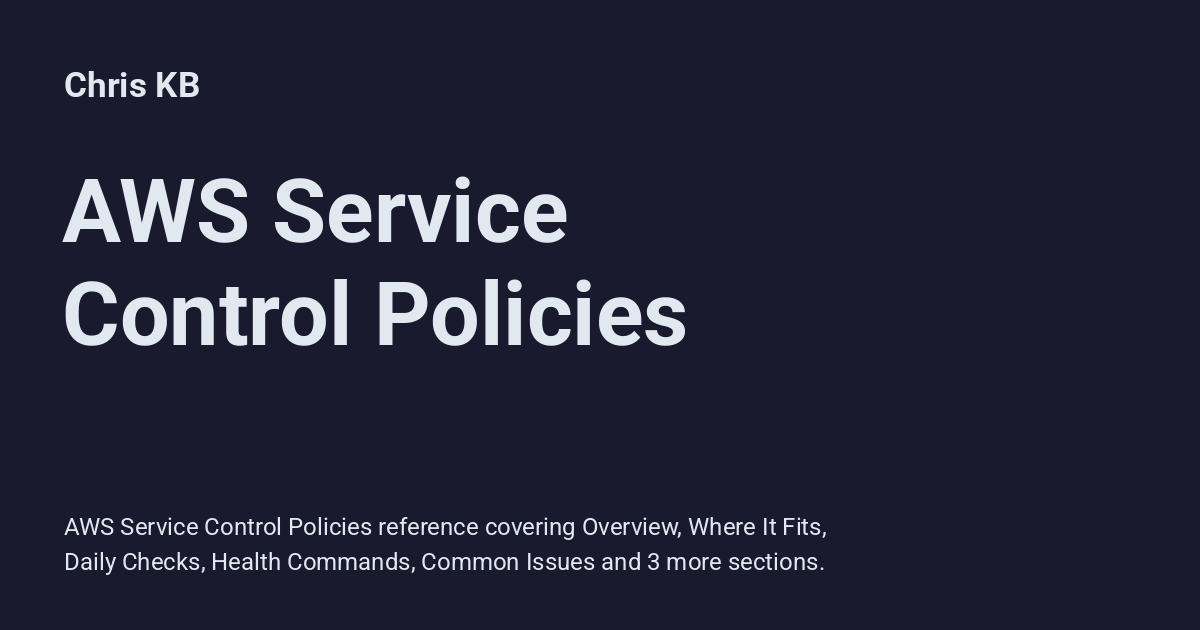 Chris KB
AWS Service
Control Policies
AWS Service Control Policies reference covering Overview, Where It Fits,
Daily Checks, Health Commands, Common Issues and 3 more sections.